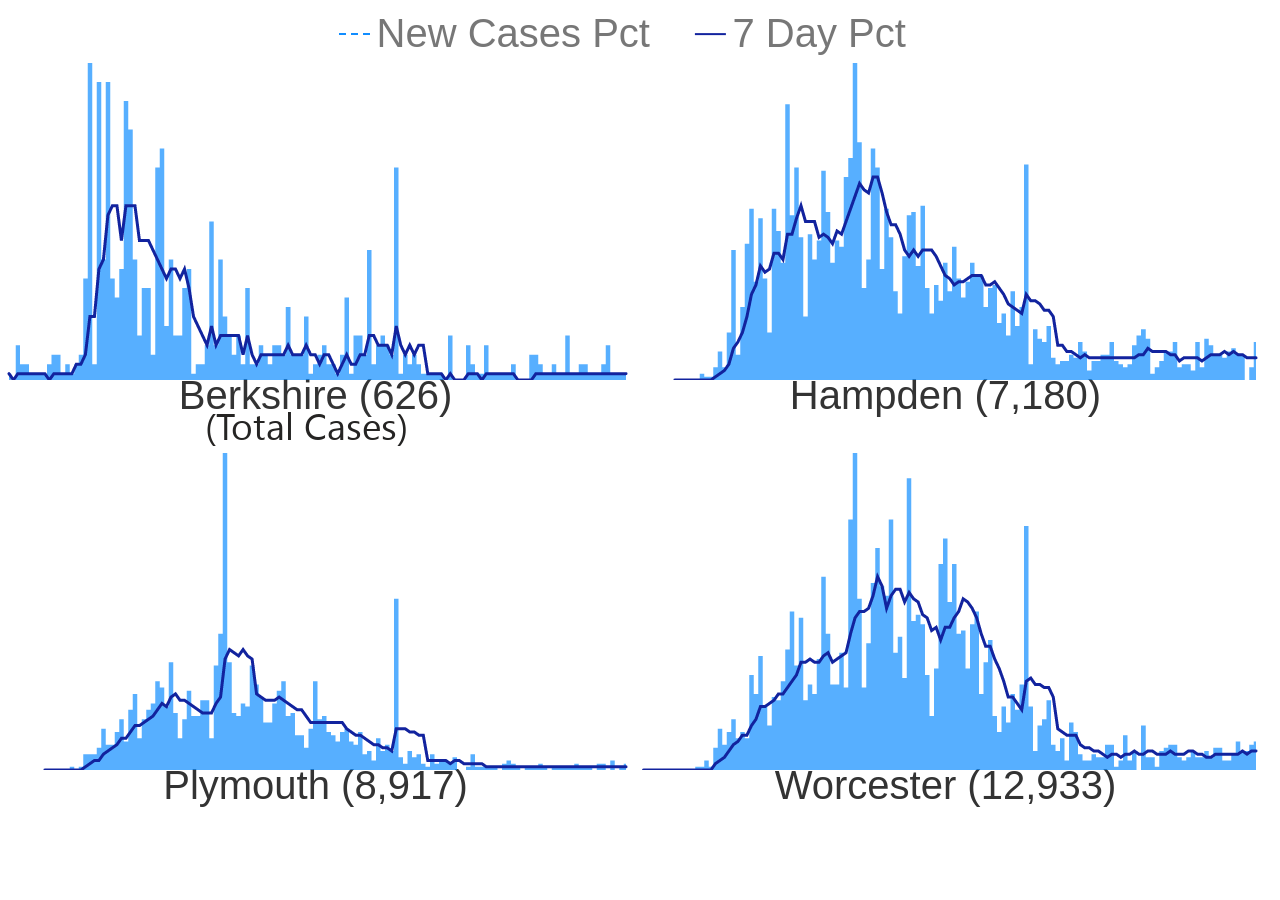 New Cases Pct 7 Day Pct
Berkshire (626)
(Total Cases)
Hampden (7,180)
Plymouth (8,917)
Worcester (12,933)